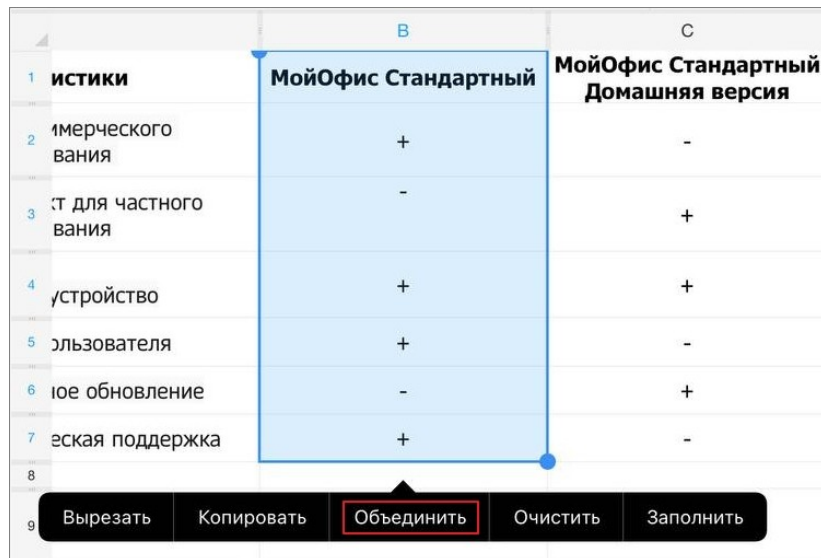 B C
1 истики МойОфис Стандартный МойОфис Стандартный
Домашняя версия
2 ммерческого
вания + -
3 кт для частного
вания - +
4 устройство + +
5 ользователя + -
6 ное обновление - +
7 еская поддержка + -
8
9 Вырезать Копировать Объединить Очистить Заполнить